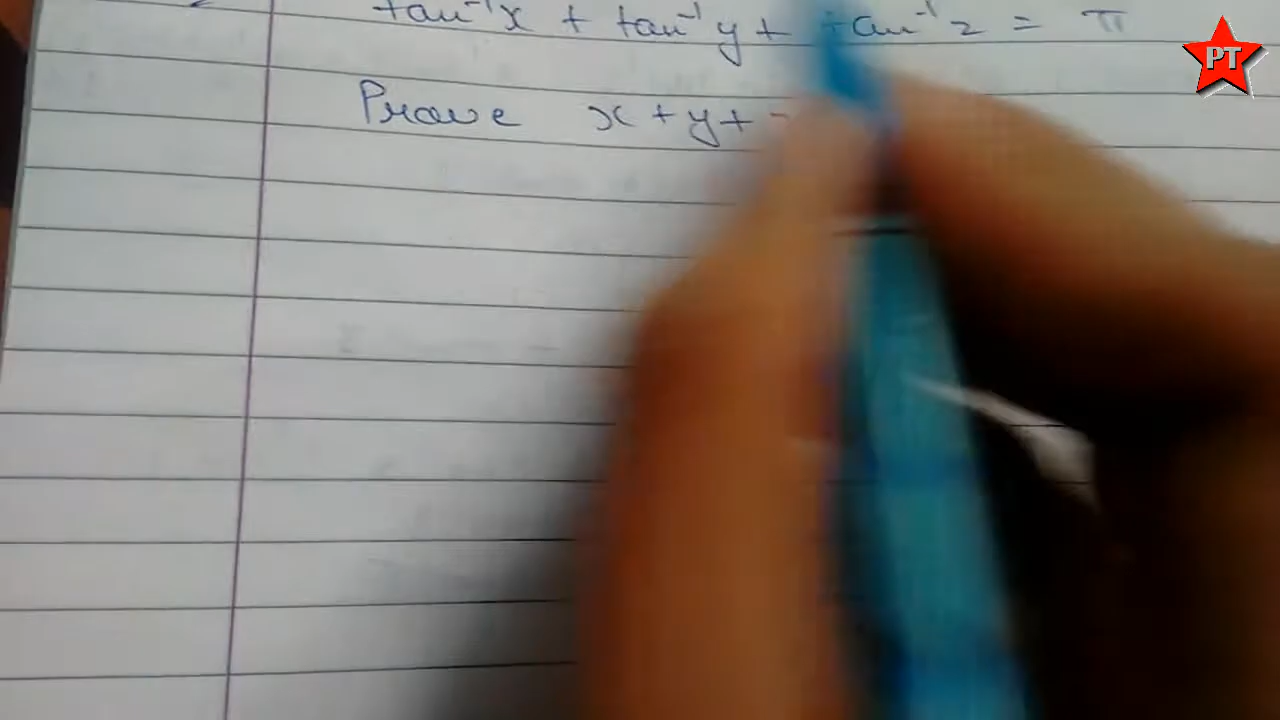 tan⁻¹x + tan⁻¹y + tan⁻¹z = π
Prove x + y +
PT